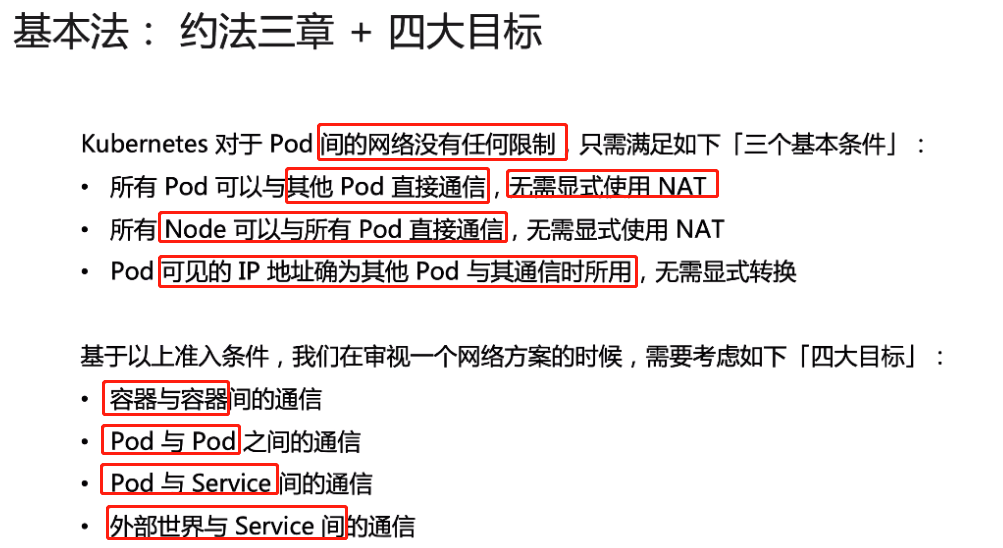 基本法： 约法三章 + 四大目标
Kubernetes 对于 Pod 间的网络没有任何限制，只需满足如下「三个基本条件」：
• 所有 Pod 可以与其他 Pod 直接通信，无需显式使用 NAT
• 所有 Node 可以与所有 Pod 直接通信，无需显式使用 NAT
• Pod 可见的 IP 地址确为其他 Pod 与其通信时所用，无需显式转换
基于以上准入条件，我们在审视一个网络方案的时候，需要考虑如下「四大目标」：
• 容器与容器间的通信
• Pod 与 Pod 之间的通信
• Pod 与 Service 间的通信
• 外部世界与 Service 间的通信